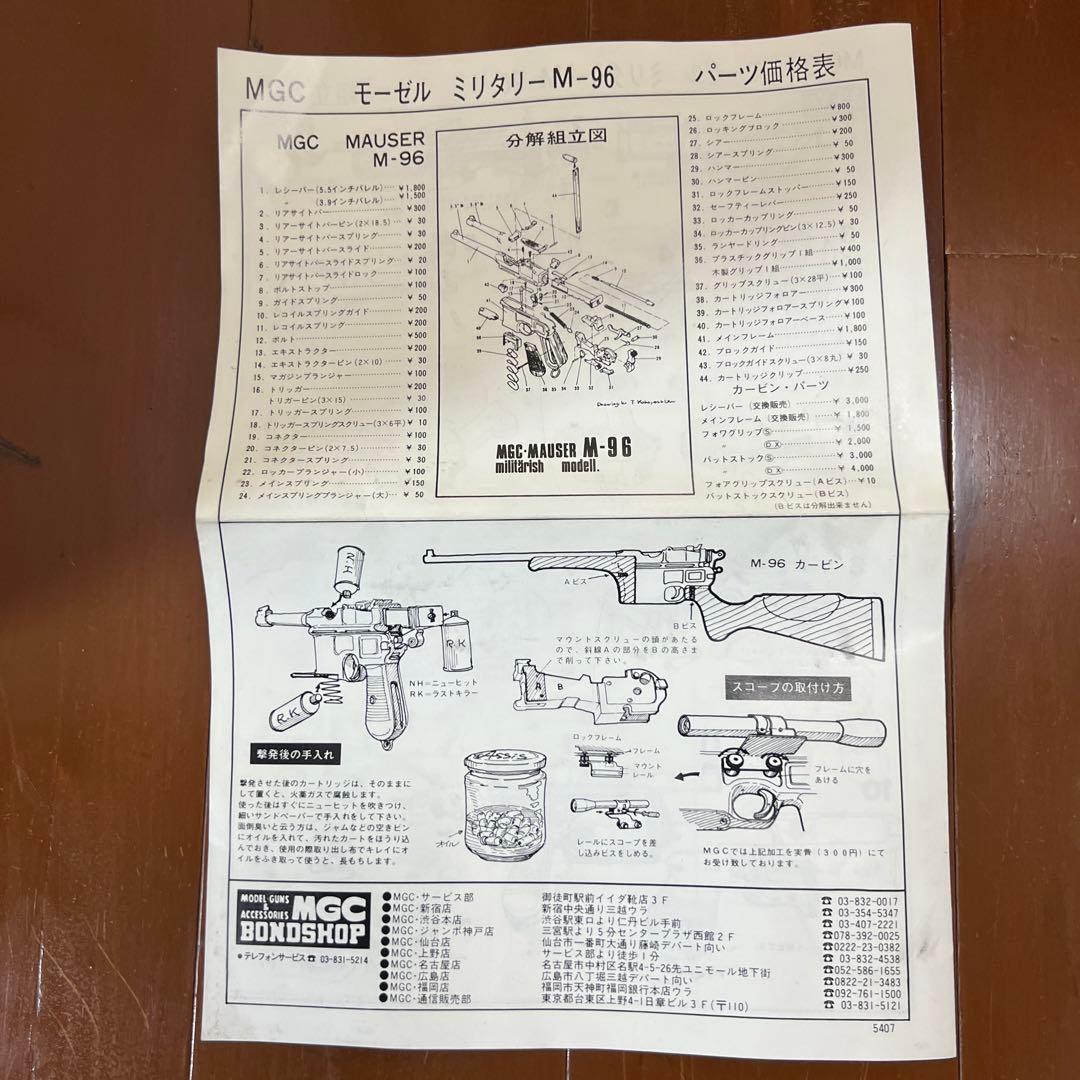 MGC モーゼル ミリタリーM-96 パーツ価格表
MGC MAUSER
M-96
1. レシーバー(5.5インチバレル)…¥1,800
〃 (3.9インチバレル)…¥1,500
2. リアサイトバー…¥300
3. リアーサイトバーピン(2×18.5)…¥ 30
4. リアーサイトバースプリング…¥ 30
5. リアーサイトバースライド…¥200
6. リアサイトバースライドスプリング…¥ 20
7. リアサイトバースライドロック…¥100
8. ボルトストップ…¥100
9. ガイドスプリング…¥ 50
10. レコイルスプリングガイド…¥200
11. レコイルスプリング…¥200
12. ボルト…¥500
13. エキストラクター…¥200
14. エキストラクターピン(2×10)…¥ 30
15. マガジンプランジャー…¥100
16. トリッガー…¥200
トリガーピン(3×15)…¥ 30
17. トリッガースプリング…¥100
18. トリッガースプリングスクリュー(3×6平)¥ 10
19. コネクター…¥100
20. コネクターピン(2×7.5)…¥ 30
21. コネクタースプリング…¥ 30
22. ロッカープランジャー(小)…¥100
23. メインスプリング…¥150
24. メインスプリングプランジャー(大)…¥ 50
分解組立図
MGC-MAUSER M-96
militärish modell.
25. ロックフレーム…¥800
26. ロッキングブロック…¥300
27. シアー…¥200
28. シアースプリング…¥ 50
29. ハンマー…¥300
30. ハンマーピン…¥ 50
31. ロックフレームストッパー…¥150
32. セーフティーレバー…¥250
33. ロッカーカップリング…¥ 50
34. ロッカーカップリングピン(3×12.5)¥ 30
35. ランヤードリング…¥ 50
36. プラスチックグリップ1組…¥400
木製グリップ1組…¥1,000
37. グリップスクリュー(3×28平)…¥100
38. カートリッジフォロアー…¥300
39. カートリッジフォロアースプリング¥100
40. カートリッジフォロアーベース…¥100
41. メインフレーム…¥1,800
42. ブロックガイド…¥150
43. ブロックガイドスクリュー(3×8丸)¥ 30
44. カートリッジクリップ…¥250
カービン・パーツ
レシーバー(交換販売)…¥ 3,000
メインフレーム(交換販売)…¥ 1,800
フォワグリップⓈ…¥ 1,500
〃 DX…¥ 2,000
バットストックⓈ…¥ 3,000
〃 DX…¥ 4,000
フォアグリップスクリュー(Aビス)…¥10
バットストックスクリュー(Bビス)
(Bビスは分解出来ません)
N.H
R.K
R.K
NH=ニューヒット
RK=ラストキラー
M-96 カービン
Aビス
Bビス
マウントスクリューの頭があたる
ので、斜線Aの部分をBの高さま
で削って下さい。
A B
スコープの取付け方
ロックフレーム
フレーム
マウント
レール
フレームに穴を
あける
レールにスコープを差
し込みビスをしめる。
MGCでは上記加工を実費(300円)にて
お受け致しております。
撃発後の手入れ
撃発させた後のカートリッジは、そのままに
して置くと、火薬ガスで腐触します。
使った後はすぐにニューヒットを吹きつけ、
細いサンドペーパーで手入れをして下さい。
面倒臭いと云う方は、ジャムなどの空きビン
にオイルを入れて、汚れたカートをほうり込
んでおき、使用の際取り出し布でキレイにオイ
ルをふき取って使うと、長もちします。
オイル
MODEL-GUNS
&
ACCESSORIES
MGC
BONDSHOP
●テレフォンサービス☎03-831-5214
●MGC・サービス部 御徒町駅前イイダ靴店3F ☎03-832-0017
●MGC・新宿店 新宿中央通り三越ウラ ☎03-354-5347
●MGC・渋谷本店 渋谷駅東口より仁丹ビル手前 ☎03-407-2221
●MGC・ジャンボ神戸店 三宮駅より5分センタープラザ西館2F ☎078-392-0025
●MGC・仙台店 仙台市一番町大通り藤崎デパート向い ☎0222-23-0382
●MGC・上野店 サービス部より徒歩1分 ☎03-832-4538
●MGC・名古屋店 名古屋市中村区名駅4-5-26先ユニモール地下街 ☎052-586-1655
●MGC・広島店 広島市八丁堀三越デパート向い ☎0822-21-3483
●MGC・福岡店 福岡市天神町福岡銀行本店ウラ ☎092-761-1500
●MGC・通信販売部 東京都台東区上野4-1日章ビル3F(〒110) ☎03-831-5121
5407